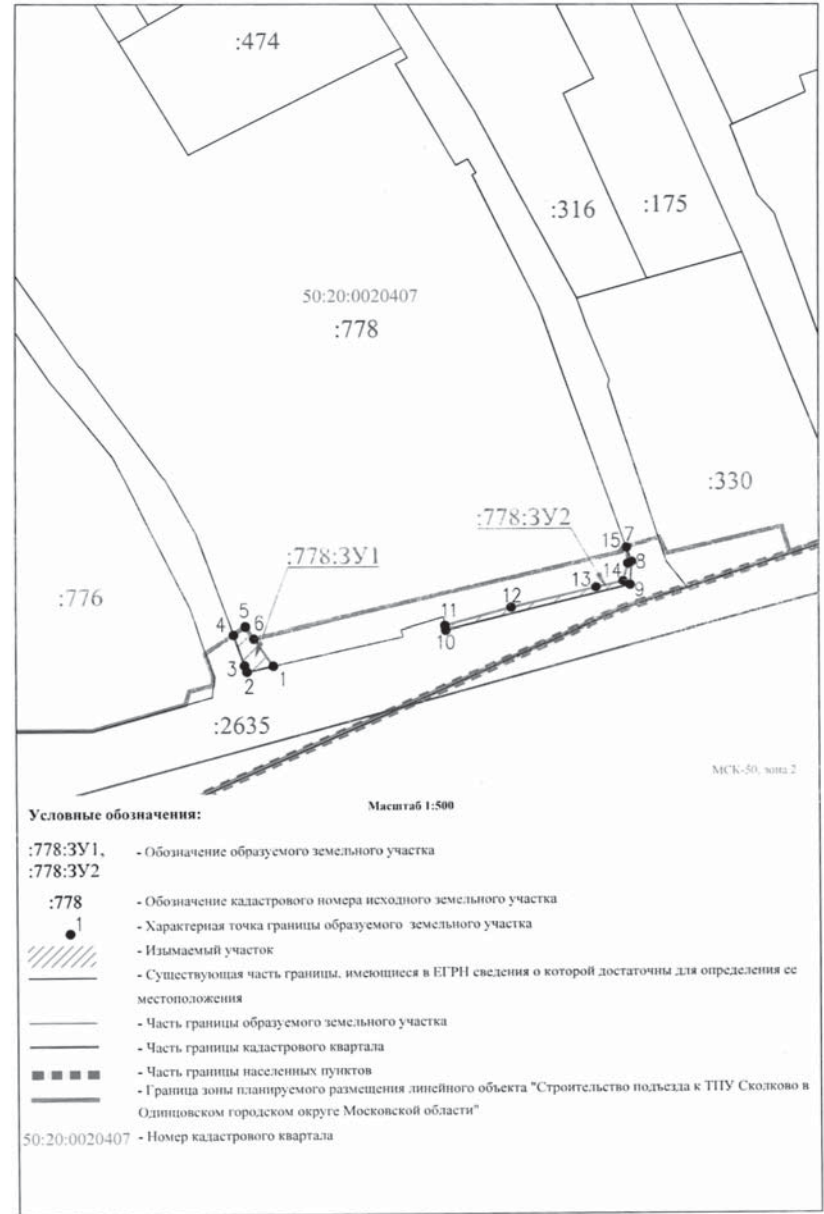 :474
:316
:175
50:20:0020407
:778
:330
:778:ЗУ2
15
7
:778:ЗУ1
8
14
13
9
:776
12
5
11
6
4
10
3
1
2
:2635
МСК-50, зона 2
Масштаб 1:500
Условные обозначения:
:778:ЗУ1,
:778:ЗУ2
- Обозначение образуемого земельного участка
:778
- Обозначение кадастрового номера исходного земельного участка
1
- Характерная точка границы образуемого земельного участка
- Изымаемый участок
- Существующая часть границы, имеющиеся в ЕГРН сведения о которой достаточны для определения ее
местоположения
- Часть границы образуемого земельного участка
- Часть границы кадастрового квартала
- Часть границы населенных пунктов
- Граница зоны планируемого размещения линейного объекта "Строительство подъезда к ТПУ Сколково в
Одинцовском городском округе Московской области"
50:20:0020407 - Номер кадастрового квартала